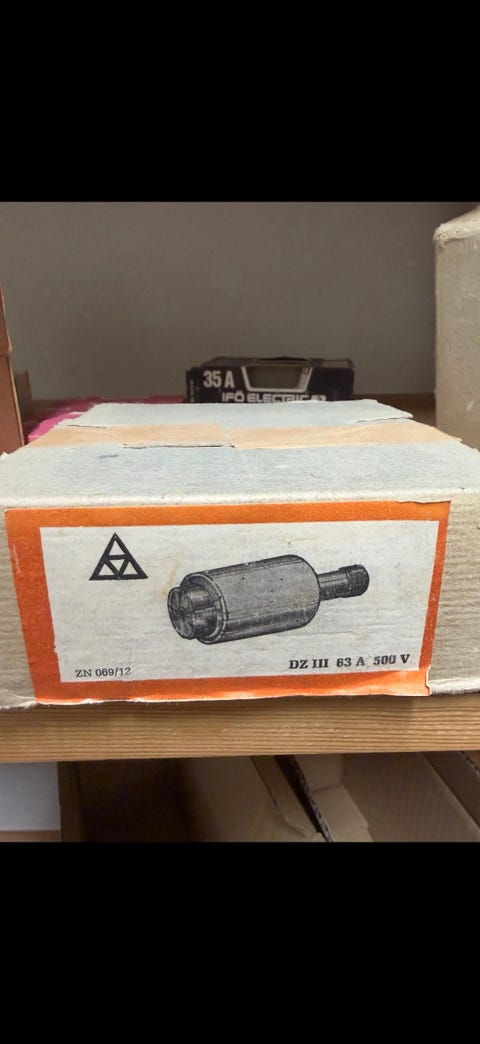 35 A
IFÖ ELECTRIC
ZN 069/12
DZ III 63 A 500 V